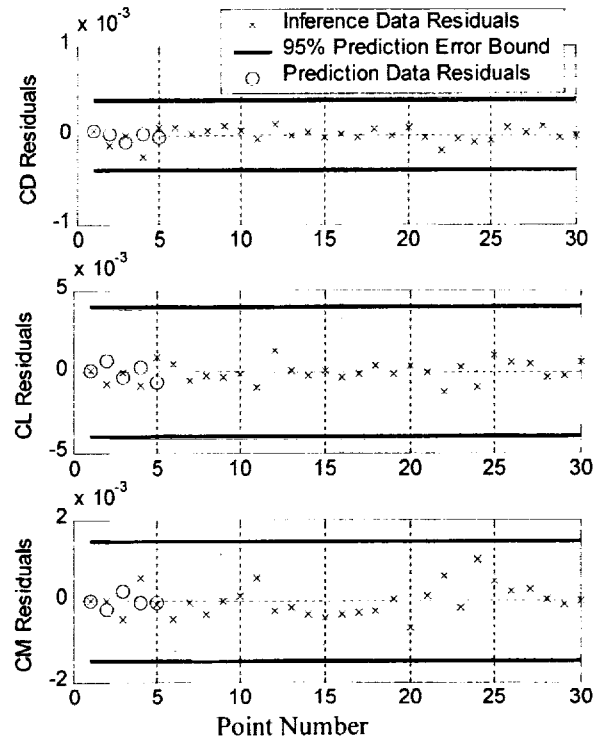 x 10-3
Inference Data Residuals
95% Prediction Error Bound
Prediction Data Residuals
1
0
-1
CD Residuals
0 5 10 15 20 25 30
x 10-3
5
0
-5
CL Residuals
0 5 10 15 20 25 30
x 10-3
2
0
-2
CM Residuals
0 5 10 15 20 25 30
Point Number